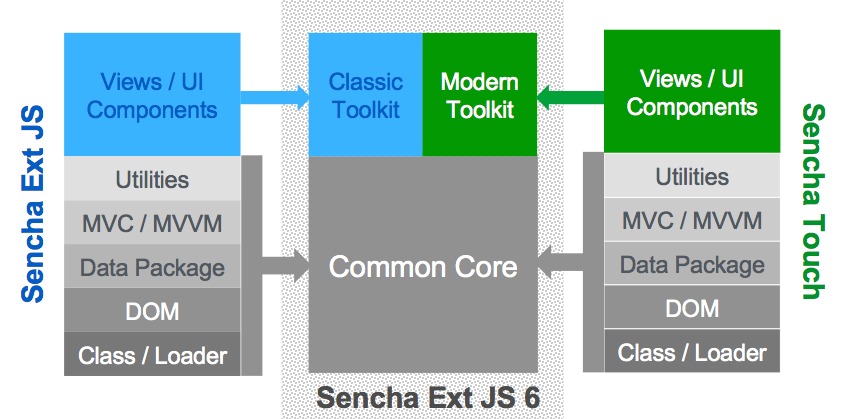 Sencha Ext JS
Views / UI
Components
Utilities
MVC / MVVM
Data Package
DOM
Class / Loader
Classic
Toolkit
Modern
Toolkit
Common Core
Sencha Ext JS 6
Views / UI
Components
Utilities
MVC / MVVM
Data Package
DOM
Class / Loader
Sencha Touch